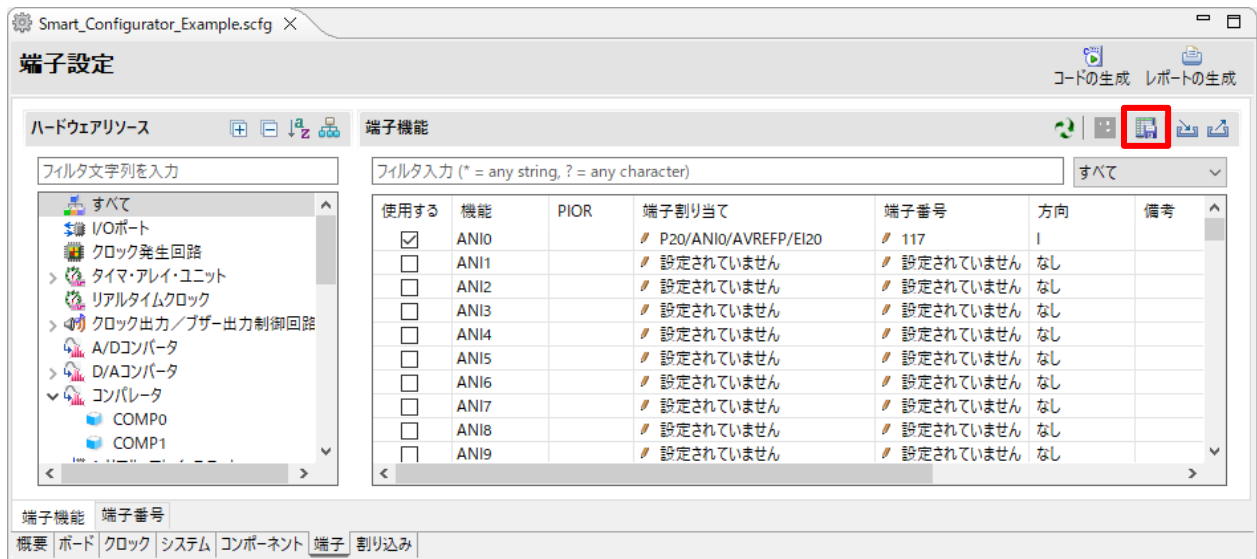 Smart_Configurator_Example.scfg
端子設定
コードの生成 レポートの生成
ハードウェアリソース
端子機能
フィルタ文字列を入力
フィルタ入力 (* = any string, ? = any character) すべて
すべて
I/Oポート
クロック発生回路
タイマ・アレイ・ユニット
リアルタイムクロック
クロック出力／ブザー出力制御回路
A/Dコンバータ
D/Aコンバータ
コンパレータ
COMP0
COMP1
使用する 機能 PIOR 端子割り当て 端子番号 方向 備考
ANI0 P20/ANI0/AVREFP/EI20 117 I
ANI1 設定されていません 設定されていません なし
ANI2 設定されていません 設定されていません なし
ANI3 設定されていません 設定されていません なし
ANI4 設定されていません 設定されていません なし
ANI5 設定されていません 設定されていません なし
ANI6 設定されていません 設定されていません なし
ANI7 設定されていません 設定されていません なし
ANI8 設定されていません 設定されていません なし
ANI9 設定されていません 設定されていません なし
端子機能 端子番号
概要 ボード クロック システム コンポーネント 端子 割り込み